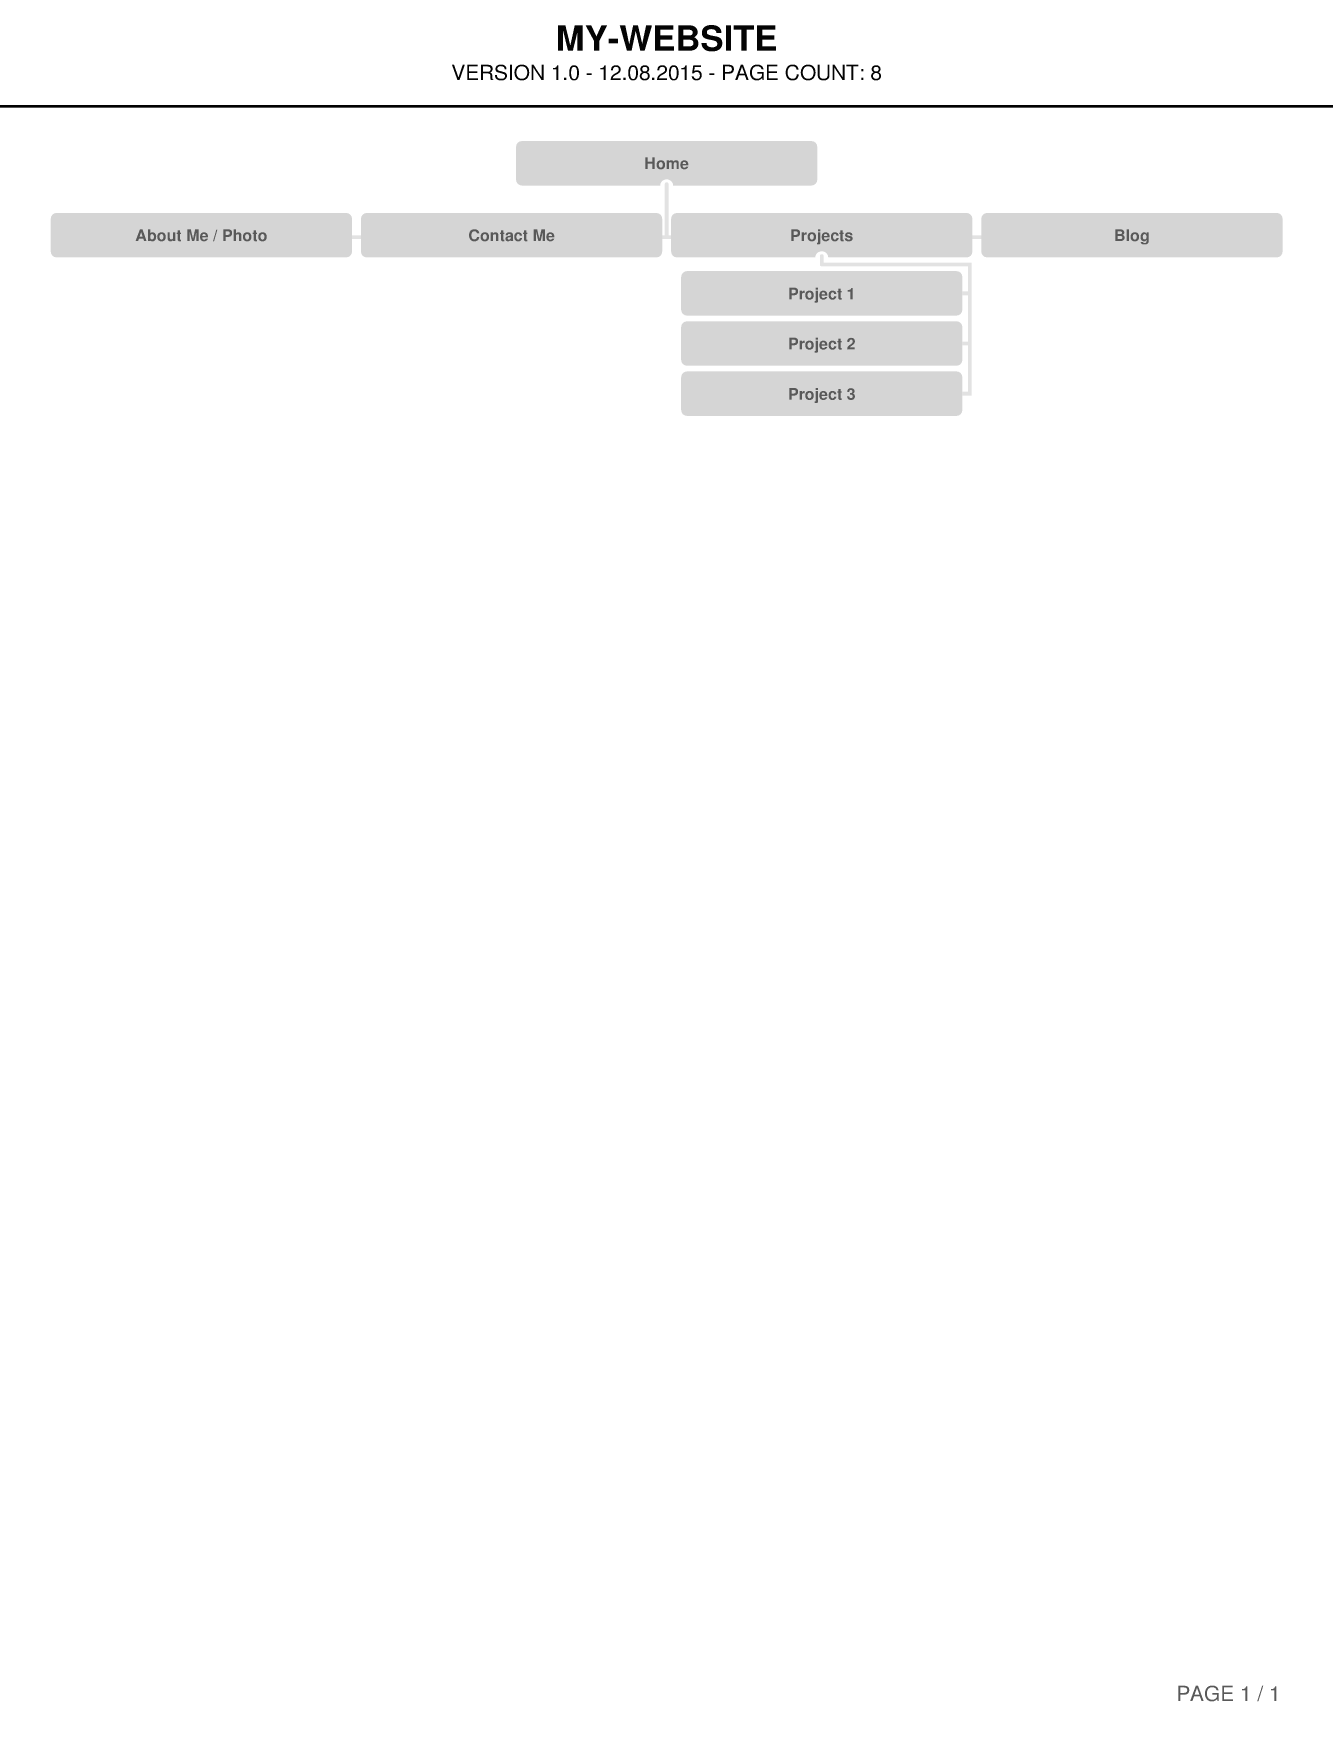 MY-WEBSITE
VERSION 1.0 - 12.08.2015 - PAGE COUNT: 8
Home
About Me / Photo
Contact Me
Projects
Blog
Project 1
Project 2
Project 3
PAGE 1 / 1